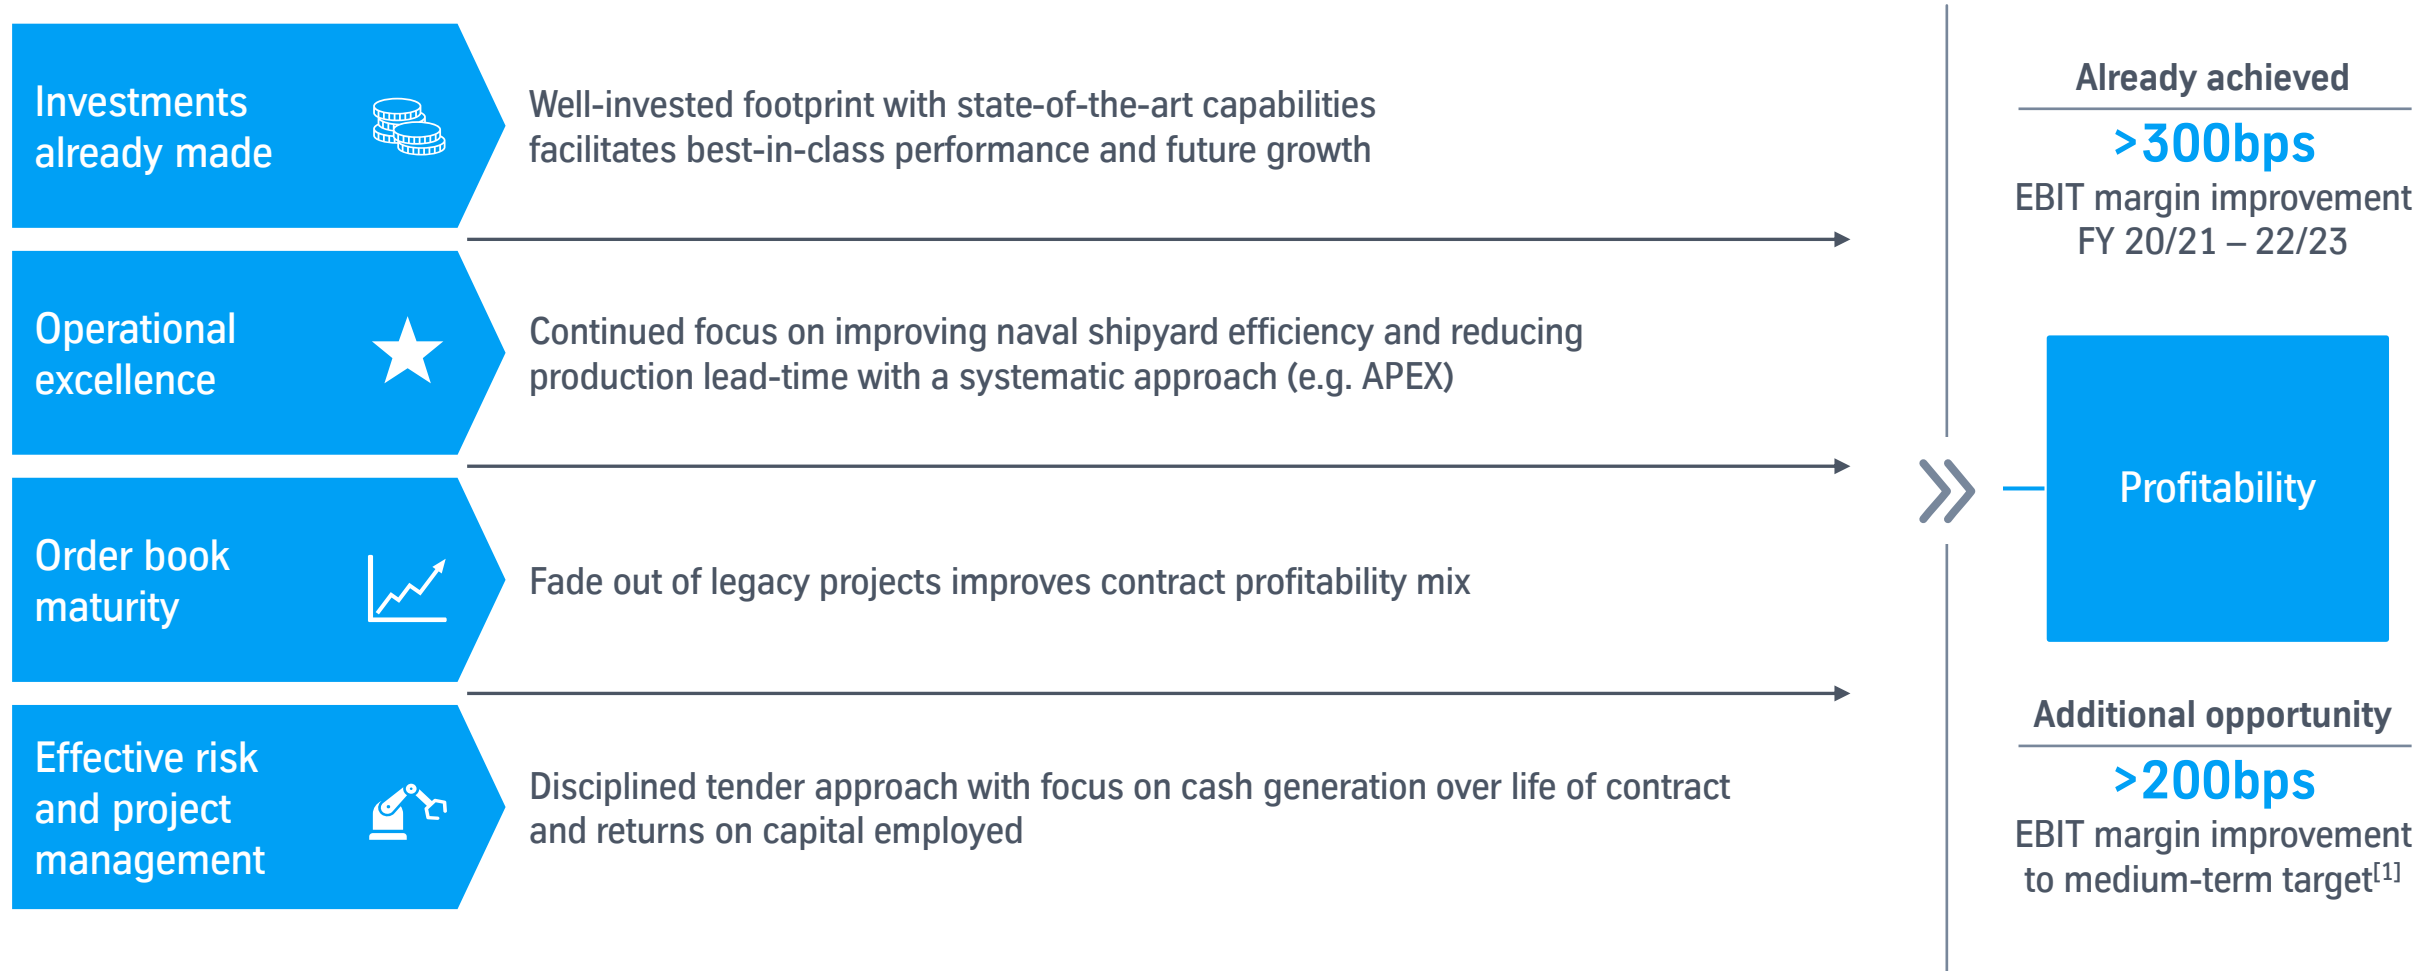 Investments
already made
Well-invested footprint with state-of-the-art capabilities
facilitates best-in-class performance and future growth
Operational
excellence
Continued focus on improving naval shipyard efficiency and reducing
production lead-time with a systematic approach (e.g. APEX)
Order book
maturity
Fade out of legacy projects improves contract profitability mix
Effective risk
and project
management
Disciplined tender approach with focus on cash generation over life of contract
and returns on capital employed
Already achieved
>300bps
EBIT margin improvement
FY 20/21 – 22/23
Profitability
Additional opportunity
>200bps
EBIT margin improvement
to medium-term target[1]